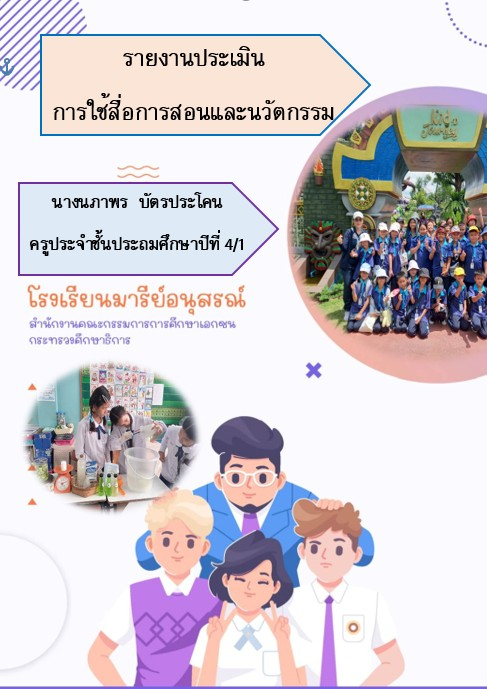 รายงานประเมิน
การใช้สื่อการสอนและนวัตกรรม
นางนภาพร บัตรประโคน
ครูประจำชั้นประถมศึกษาปีที่ 4/1
โรงเรียนมารีย์อนุสรณ์
สำนักงานคณะกรรมการการศึกษาเอกชน
กระทรวงศึกษาธิการ